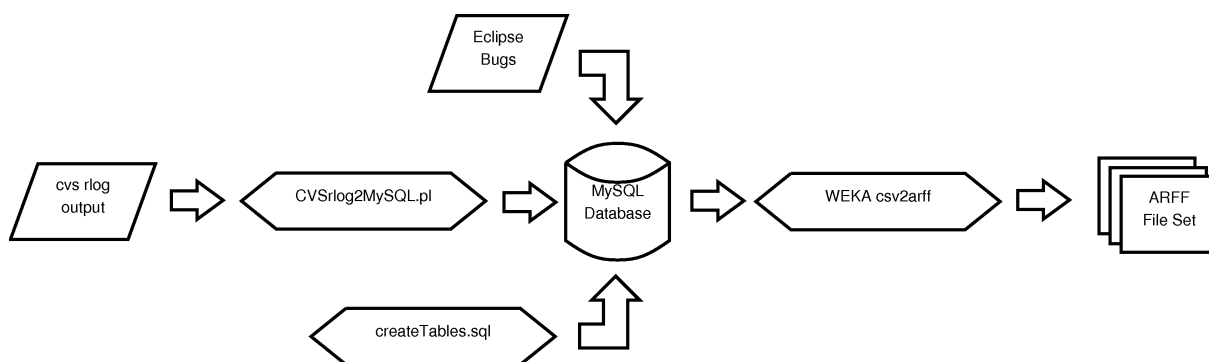 Eclipse
Bugs
cvs rlog
output
CVSrlog2MySQL.pl
MySQL
Database
WEKA csv2arff
ARFF
File Set
createTables.sql